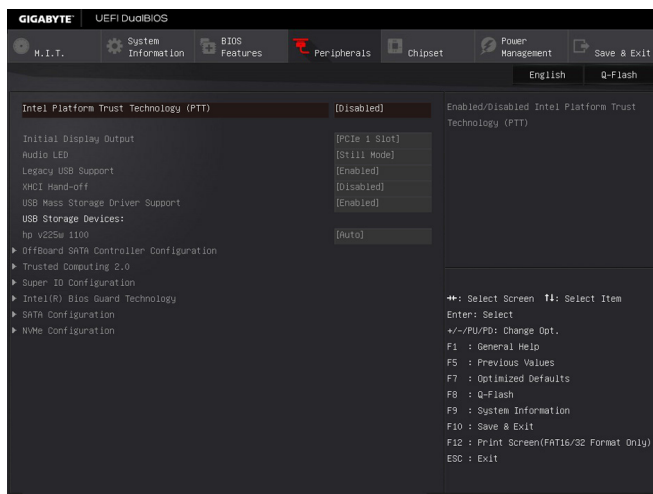 GIGABYTE™ UEFI DualBIOS
M.I.T.
System Information
BIOS Features
Peripherals
Chipset
Power Management
Save & Exit
English Q-Flash
Intel Platform Trust Technology (PTT) [Disabled]
Initial Display Output [PCIe 1 Slot]
Audio LED [Still Mode]
Legacy USB Support [Enabled]
XHCI Hand-off [Disabled]
USB Mass Storage Driver Support [Enabled]
USB Storage Devices:
hp v225w 1100 [Auto]
OffBoard SATA Controller Configuration
Trusted Computing 2.0
Super IO Configuration
Intel(R) Bios Guard Technology
SATA Configuration
NVMe Configuration
Enabled/Disabled Intel Platform Trust
Technology (PTT)
→←: Select Screen ↑↓: Select Item
Enter: Select
+/-/PU/PD: Change Opt.
F1 : General Help
F5 : Previous Values
F7 : Optimized Defaults
F8 : Q-Flash
F9 : System Information
F10 : Save & Exit
F12 : Print Screen(FAT16/32 Format Only)
ESC : Exit